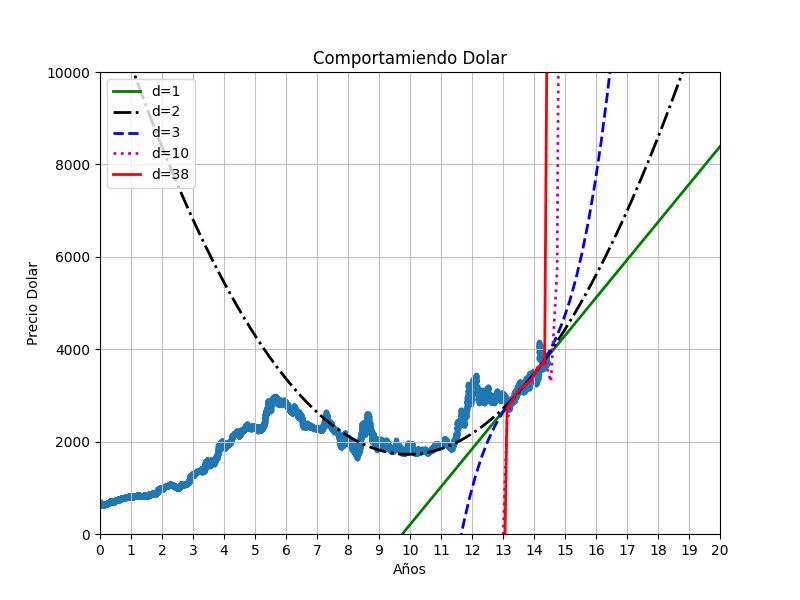 Comportamiendo Dolar
10000
8000
6000
4000
2000
0
Precio Dolar
d=1
d=2
d=3
d=10
d=38
0 1 2 3 4 5 6 7 8 9 10 11 12 13 14 15 16 17 18 19 20
Años